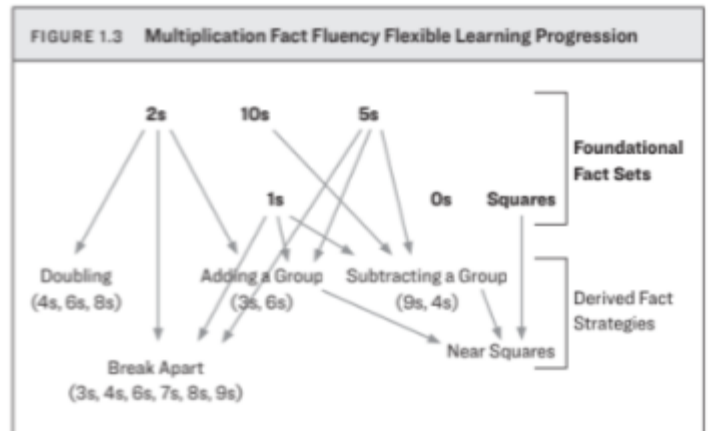 FIGURE 1.3 Multiplication Fact Fluency Flexible Learning Progression
2s 10s 5s
Foundational
Fact Sets
1s 0s Squares
Doubling
(4s, 6s, 8s)
Adding a Group
(3s, 6s)
Subtracting a Group
(9s, 4s)
Derived Fact
Strategies
Near Squares
Break Apart
(3s, 4s, 6s, 7s, 8s, 9s)